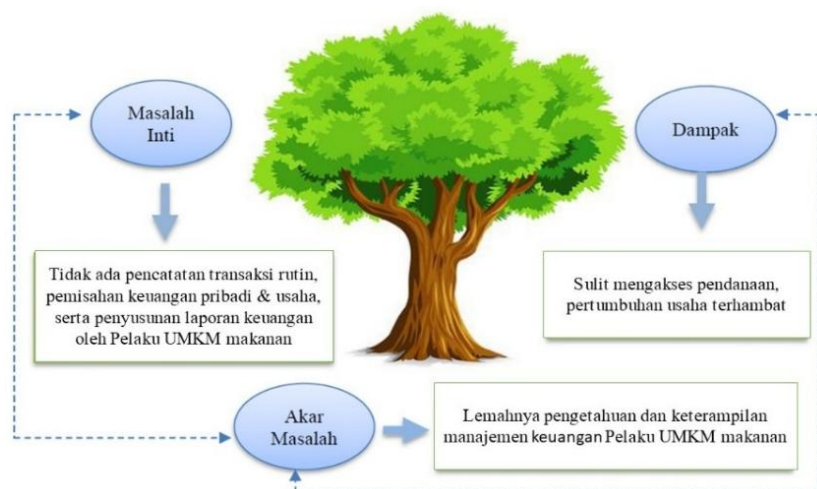 Masalah
Inti
Dampak
Tidak ada pencatatan transaksi rutin,
pemisahan keuangan pribadi & usaha,
serta penyusunan laporan keuangan
oleh Pelaku UMKM makanan
Sulit mengakses pendanaan,
pertumbuhan usaha terhambat
Akar
Masalah
Lemahnya pengetahuan dan keterampilan
manajemen keuangan Pelaku UMKM makanan